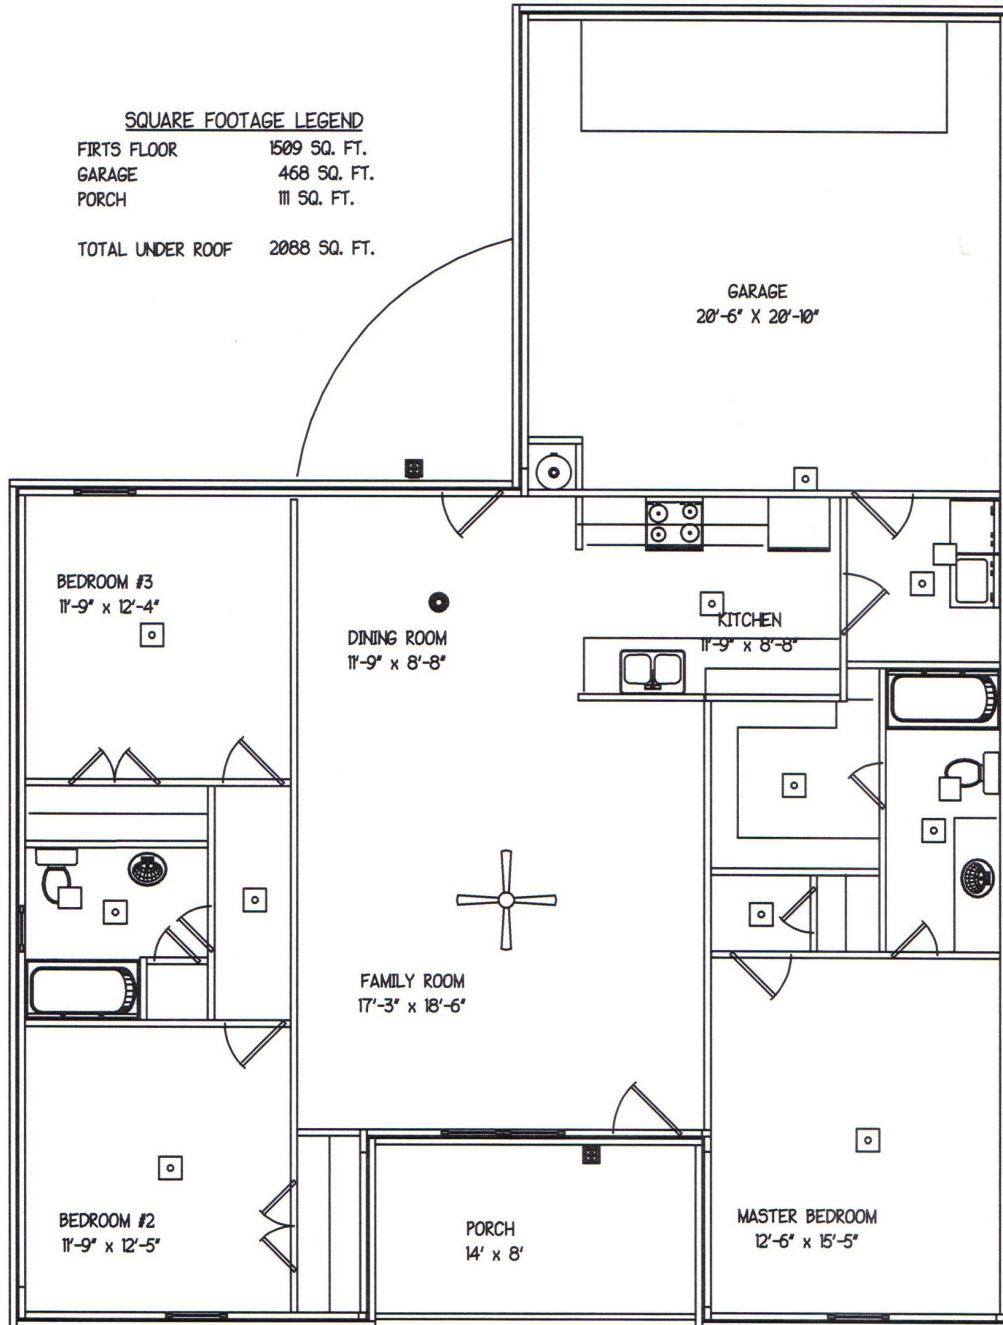 SQUARE FOOTAGE LEGEND
FIRTS FLOOR 1509 SQ. FT.
GARAGE 468 SQ. FT.
PORCH 111 SQ. FT.
TOTAL UNDER ROOF 2088 SQ. FT.
GARAGE
20'-6" X 20'-10"
BEDROOM #3
11'-9" x 12'-4"
DINING ROOM
11'-9" x 8'-8"
KITCHEN
11'-9" x 8'-8"
FAMILY ROOM
17'-3" x 18'-6"
BEDROOM #2
11'-9" x 12'-5"
PORCH
14' x 8'
MASTER BEDROOM
12'-6" x 15'-5"